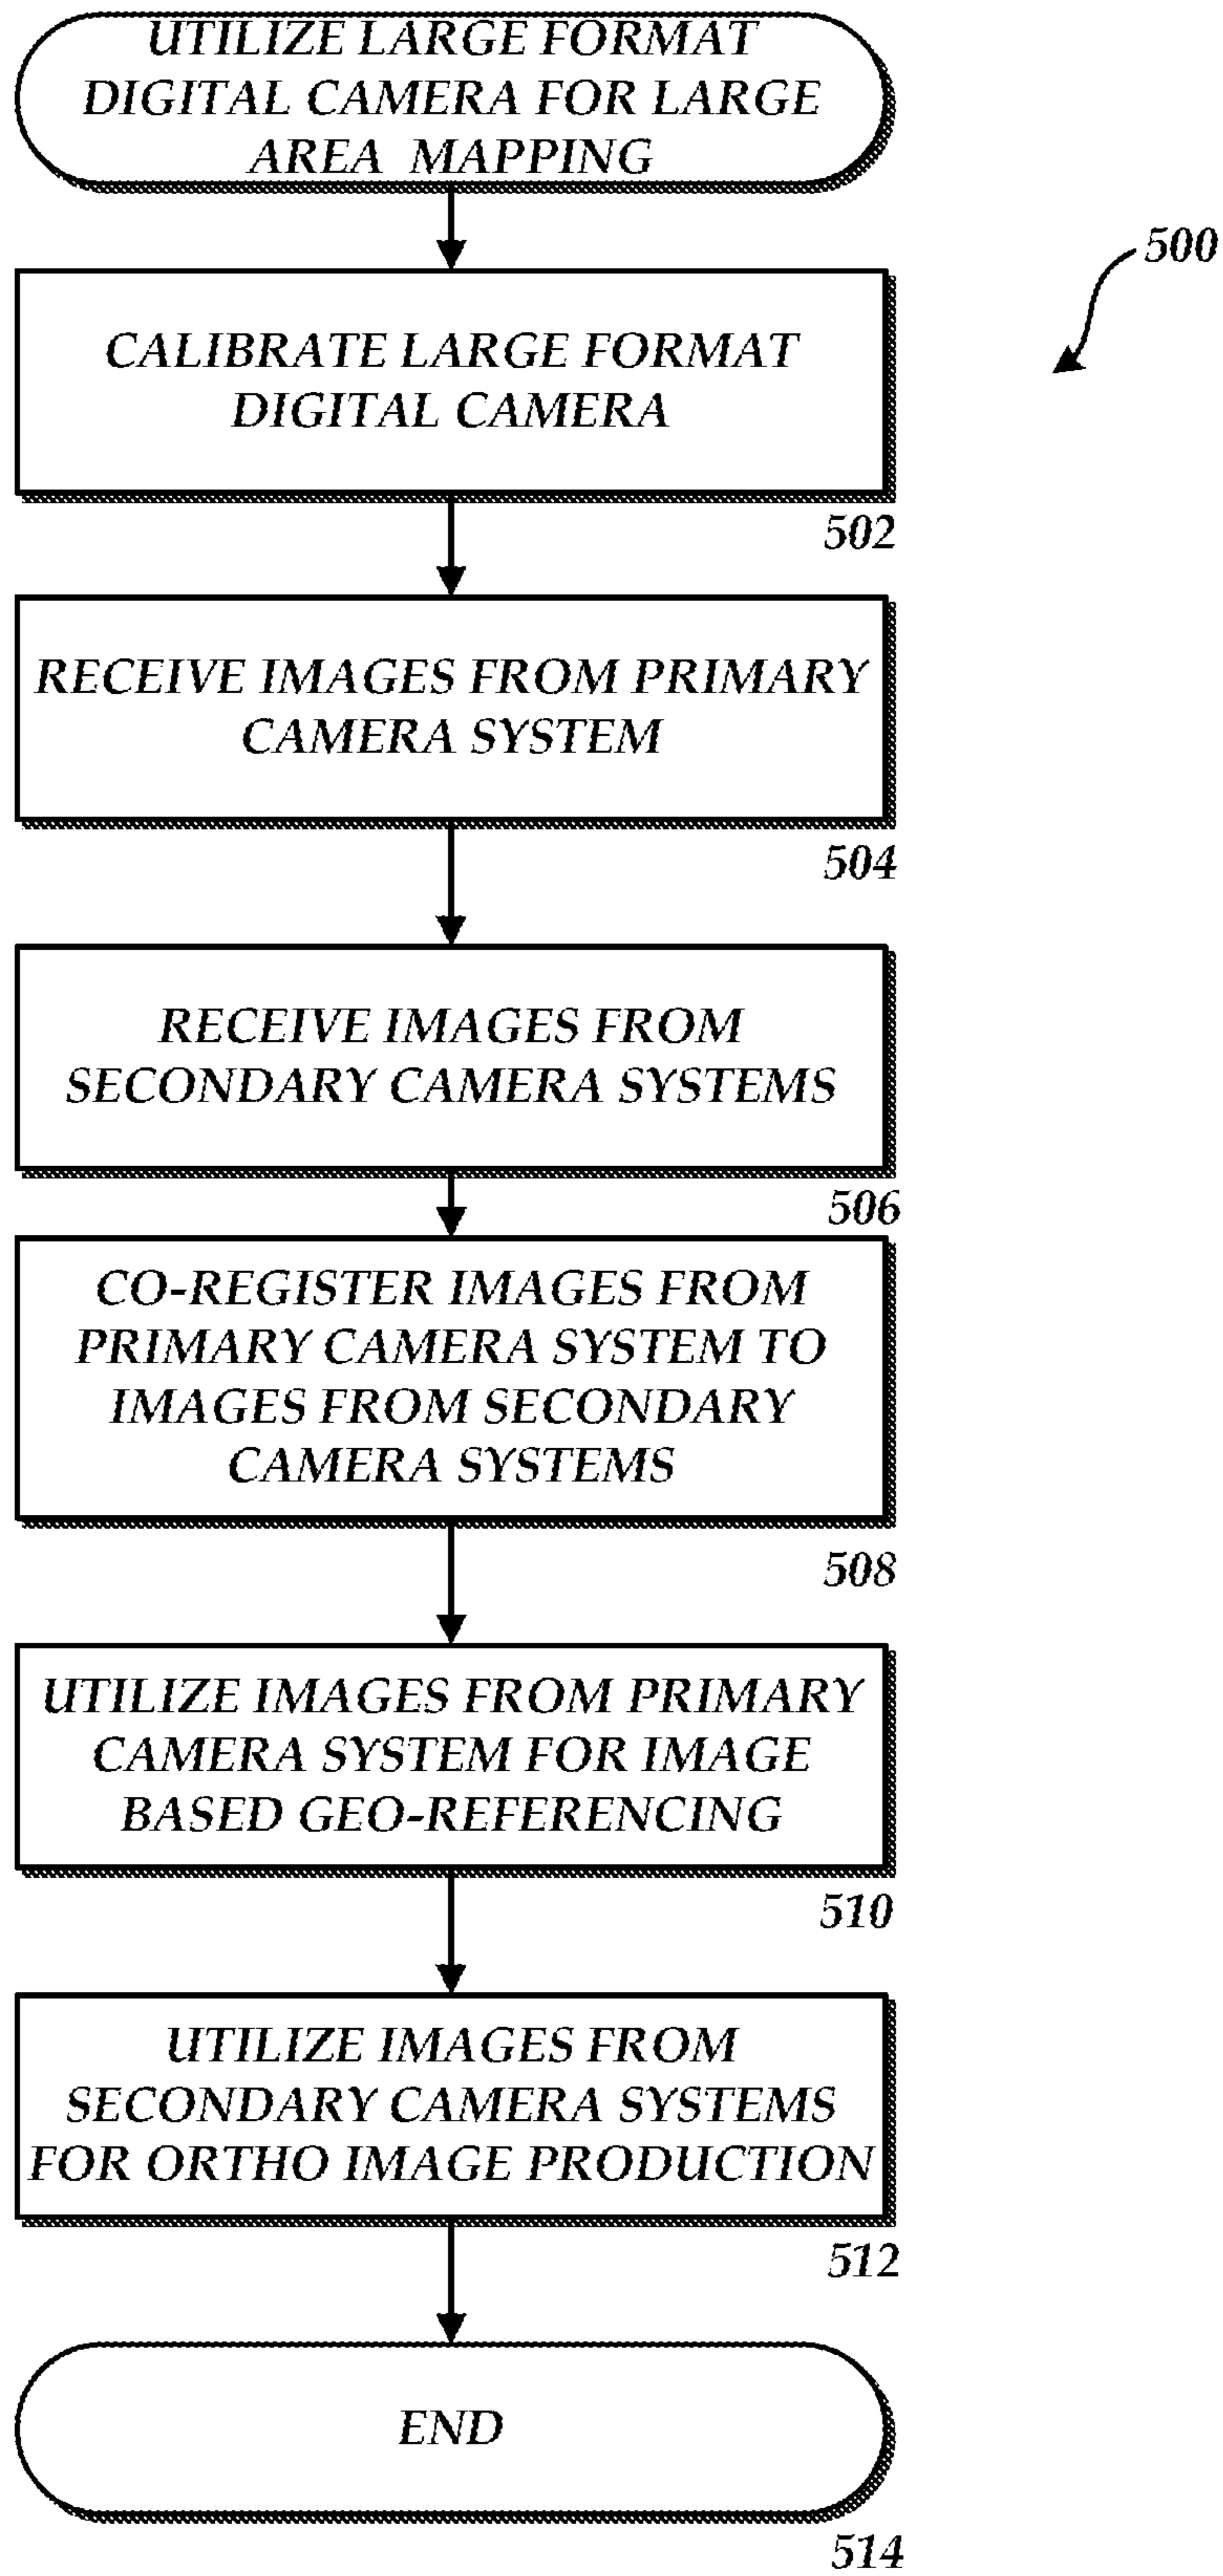 UTILIZE LARGE FORMAT
DIGITAL CAMERA FOR LARGE
AREA MAPPING
500
CALIBRATE LARGE FORMAT
DIGITAL CAMERA
502
RECEIVE IMAGES FROM PRIMARY
CAMERA SYSTEM
504
RECEIVE IMAGES FROM
SECONDARY CAMERA SYSTEMS
506
CO-REGISTER IMAGES FROM
PRIMARY CAMERA SYSTEM TO
IMAGES FROM SECONDARY
CAMERA SYSTEMS
508
UTILIZE IMAGES FROM PRIMARY
CAMERA SYSTEM FOR IMAGE
BASED GEO-REFERENCING
510
UTILIZE IMAGES FROM
SECONDARY CAMERA SYSTEMS
FOR ORTHO IMAGE PRODUCTION
512
END
514